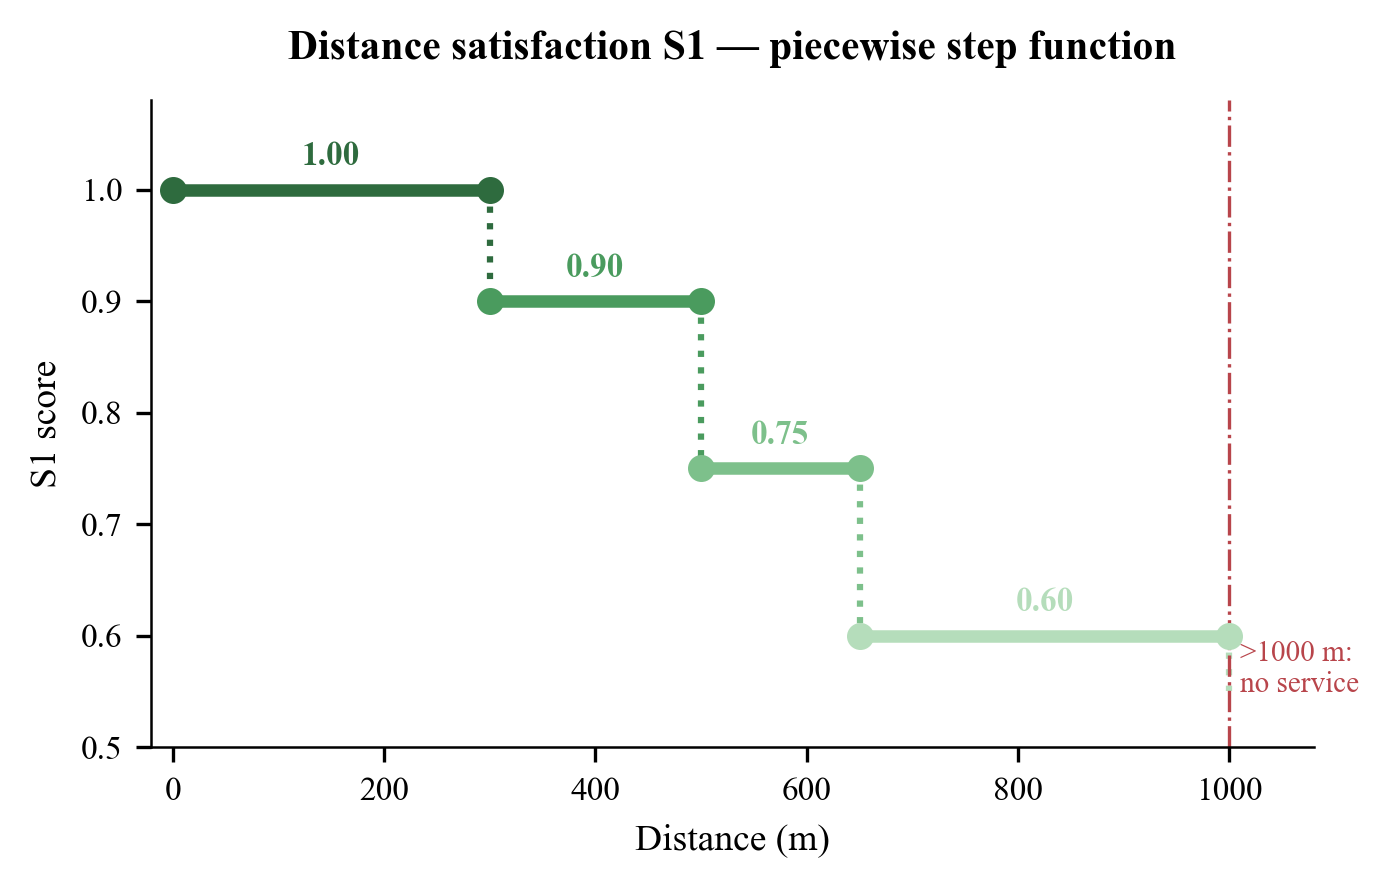 Distance satisfaction S1 — piecewise step function
1.00
0.90
0.75
0.60
>1000 m:
no service
S1 score
1.0
0.9
0.8
0.7
0.6
0.5
0 200 400 600 800 1000
Distance (m)